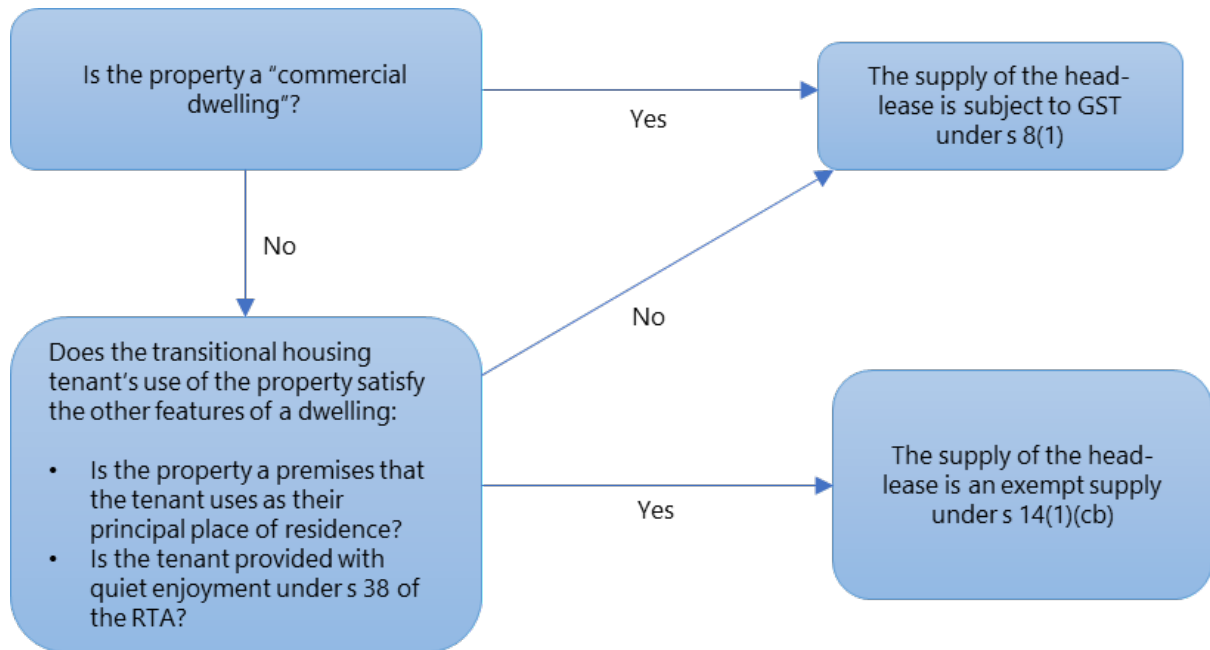 Is the property a “commercial
dwelling”?
Yes
The supply of the head-
lease is subject to GST
under s 8(1)
No
Does the transitional housing
tenant’s use of the property satisfy
the other features of a dwelling:
• Is the property a premises that
the tenant uses as their
principal place of residence?
• Is the tenant provided with
quiet enjoyment under s 38 of
the RTA?
No
Yes
The supply of the head-
lease is an exempt supply
under s 14(1)(cb)